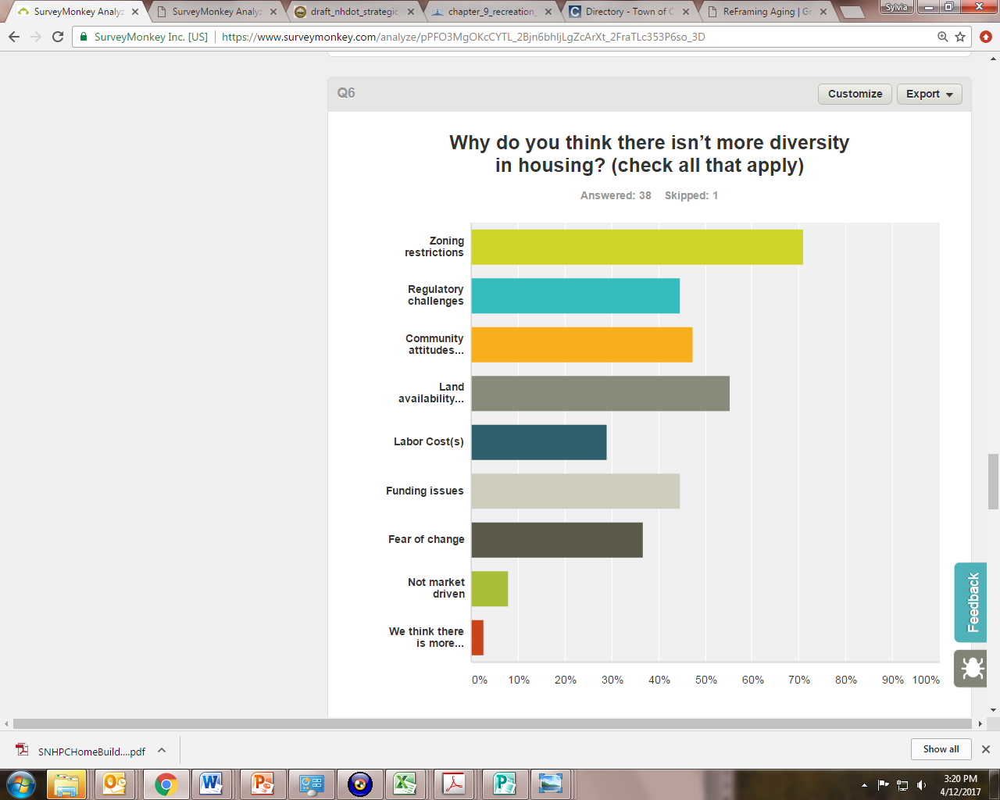 SurveyMonkey Analyz
SurveyMonkey Analyz
draft_nhdot_strategic
chapter_9_recreation_
Directory - Town of C
ReFraming Aging | Gr
Sylvia
SurveyMonkey Inc. [US]
https://www.surveymonkey.com/analyze/pPFO3MgOKcCYTL_2Bjn6bhIjLgZcArXt_2FraTLc353P6so_3D
Q6
Customize
Export
Why do you think there isn’t more diversity
in housing? (check all that apply)
Answered: 38 Skipped: 1
Zoning
restrictions
Regulatory
challenges
Community
attitudes...
Land
availability...
Labor Cost(s)
Funding issues
Fear of change
Not market
driven
We think there
is more...
0% 10% 20% 30% 40% 50% 60% 70% 80% 90% 100%
Feedback
SNHPCHomeBuild....pdf
Show all
3:20 PM
4/12/2017